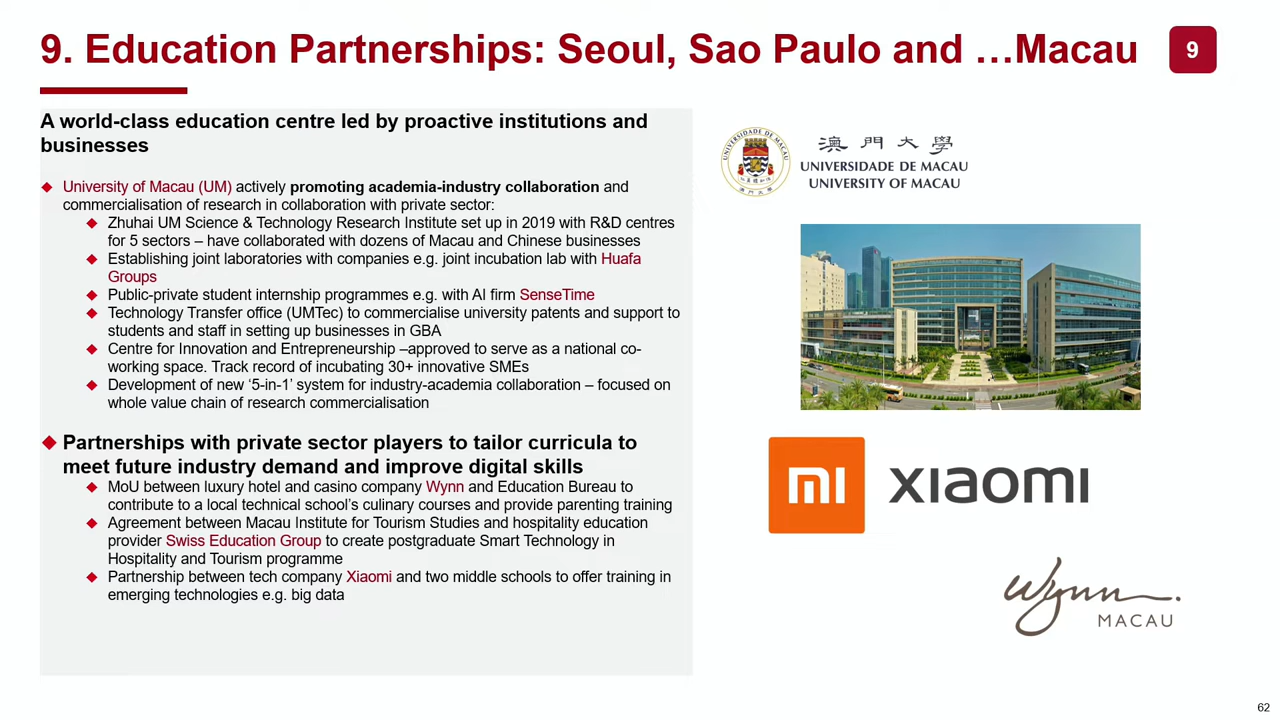 9. Education Partnerships: Seoul, Sao Paulo and …Macau
9
A world-class education centre led by proactive institutions and
businesses
University of Macau (UM) actively promoting academia-industry collaboration and
commercialisation of research in collaboration with private sector:
Zhuhai UM Science & Technology Research Institute set up in 2019 with R&D centres
for 5 sectors – have collaborated with dozens of Macau and Chinese businesses
Establishing joint laboratories with companies e.g. joint incubation lab with Huafa
Groups
Public-private student internship programmes e.g. with AI firm SenseTime
Technology Transfer office (UMTec) to commercialise university patents and support to
students and staff in setting up businesses in GBA
Centre for Innovation and Entrepreneurship –approved to serve as a national co-
working space. Track record of incubating 30+ innovative SMEs
Development of new ‘5-in-1’ system for industry-academia collaboration – focused on
whole value chain of research commercialisation
Partnerships with private sector players to tailor curricula to
meet future industry demand and improve digital skills
MoU between luxury hotel and casino company Wynn and Education Bureau to
contribute to a local technical school’s culinary courses and provide parenting training
Agreement between Macau Institute for Tourism Studies and hospitality education
provider Swiss Education Group to create postgraduate Smart Technology in
Hospitality and Tourism programme
Partnership between tech company Xiaomi and two middle schools to offer training in
emerging technologies e.g. big data
UNIVERSIDADE DE MACAU
澳門大學
澳門大學
UNIVERSIDADE DE MACAU
UNIVERSITY OF MACAU
mi xiaomi
Wynn.
MACAU
62